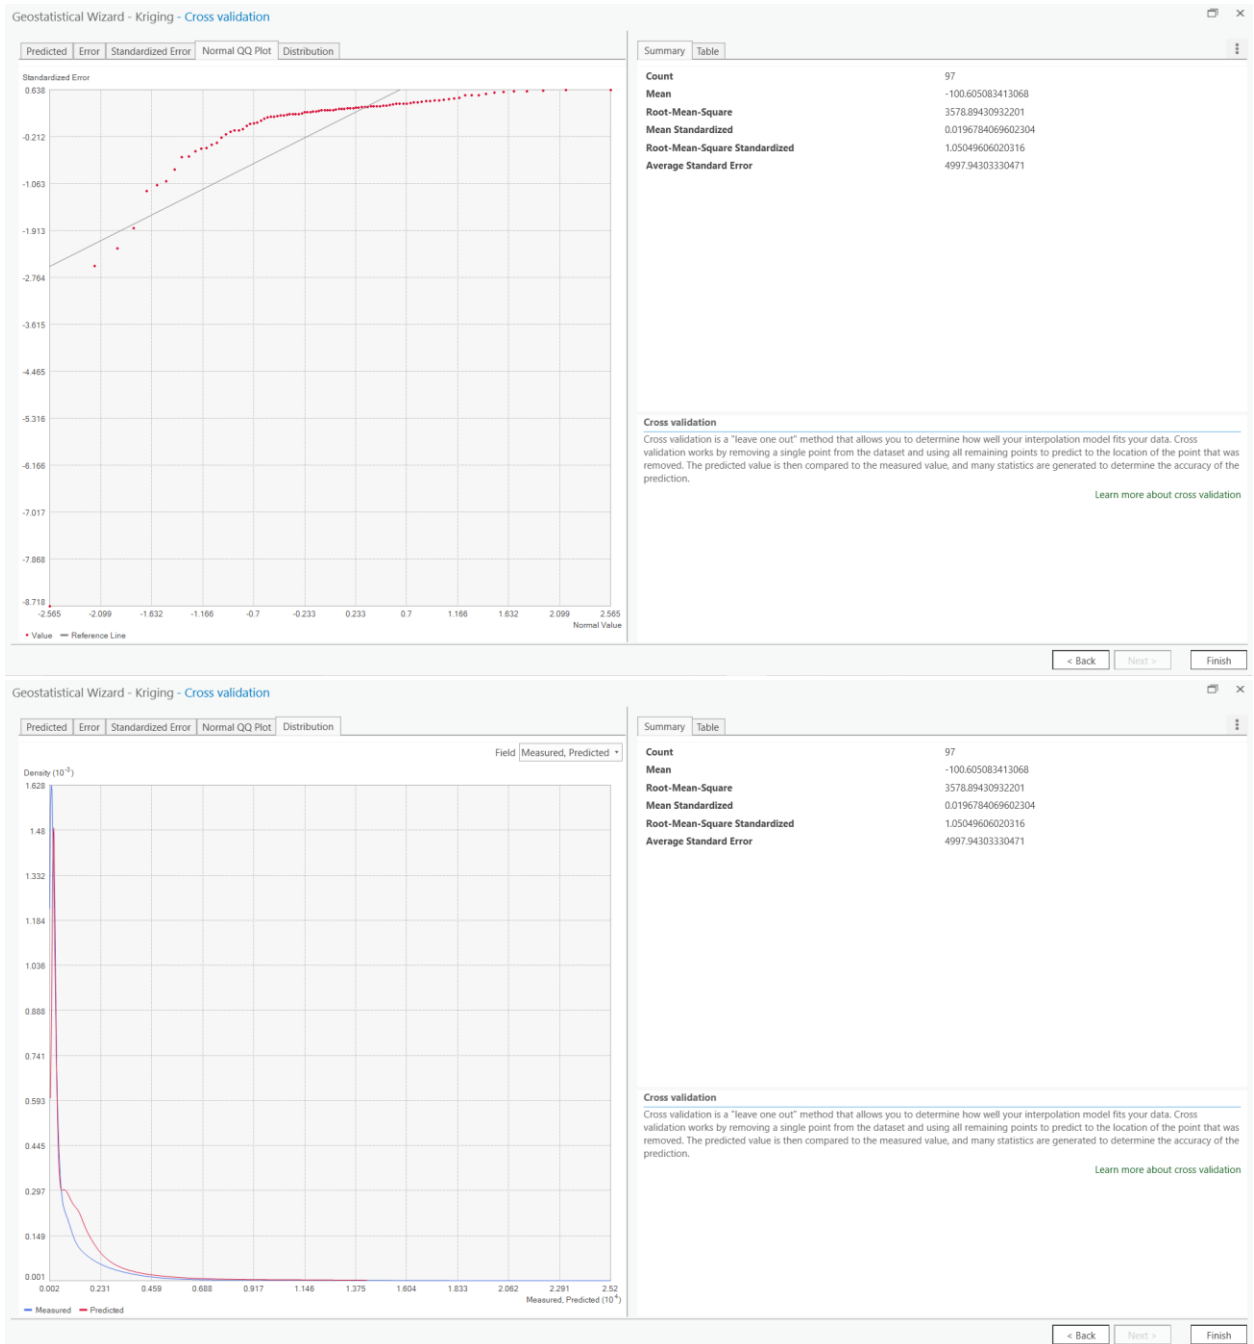 Geostatistical Wizard - Kriging - Cross validation
Predicted Error Standardized Error Normal QQ Plot Distribution
Standardized Error
0.638
-0.212
-1.063
-1.913
-2.764
-3.615
-4.465
-5.316
-6.166
-7.017
-7.868
-8.718
-2.565 -2.099 -1.632 -1.166 -0.7 -0.233 0.233 0.7 1.166 1.632 2.099 2.565
Normal Value
Value Reference Line
Summary Table
Count 97
Mean -100.605083413068
Root-Mean-Square 3578.89430932201
Mean Standardized 0.0196784069602304
Root-Mean-Square Standardized 1.05049606020316
Average Standard Error 4997.94303330471
Cross validation
Cross validation is a "leave one out" method that allows you to determine how well your interpolation model fits your data. Cross
validation works by removing a single point from the dataset and using all remaining points to predict to the location of the point that was
removed. The predicted value is then compared to the measured value, and many statistics are generated to determine the accuracy of the
prediction.
Learn more about cross validation
< Back Next > Finish
Geostatistical Wizard - Kriging - Cross validation
Predicted Error Standardized Error Normal QQ Plot Distribution
Field Measured, Predicted
Density (10⁻³)
1.628
1.48
1.332
1.184
1.036
0.888
0.741
0.593
0.445
0.297
0.149
0.001
0.002 0.231 0.459 0.688 0.917 1.146 1.375 1.604 1.833 2.062 2.291 2.52
Measured, Predicted (10⁴)
Measured Predicted
Summary Table
Count 97
Mean -100.605083413068
Root-Mean-Square 3578.89430932201
Mean Standardized 0.0196784069602304
Root-Mean-Square Standardized 1.05049606020316
Average Standard Error 4997.94303330471
Cross validation
Cross validation is a "leave one out" method that allows you to determine how well your interpolation model fits your data. Cross
validation works by removing a single point from the dataset and using all remaining points to predict to the location of the point that was
removed. The predicted value is then compared to the measured value, and many statistics are generated to determine the accuracy of the
prediction.
Learn more about cross validation
< Back Next > Finish